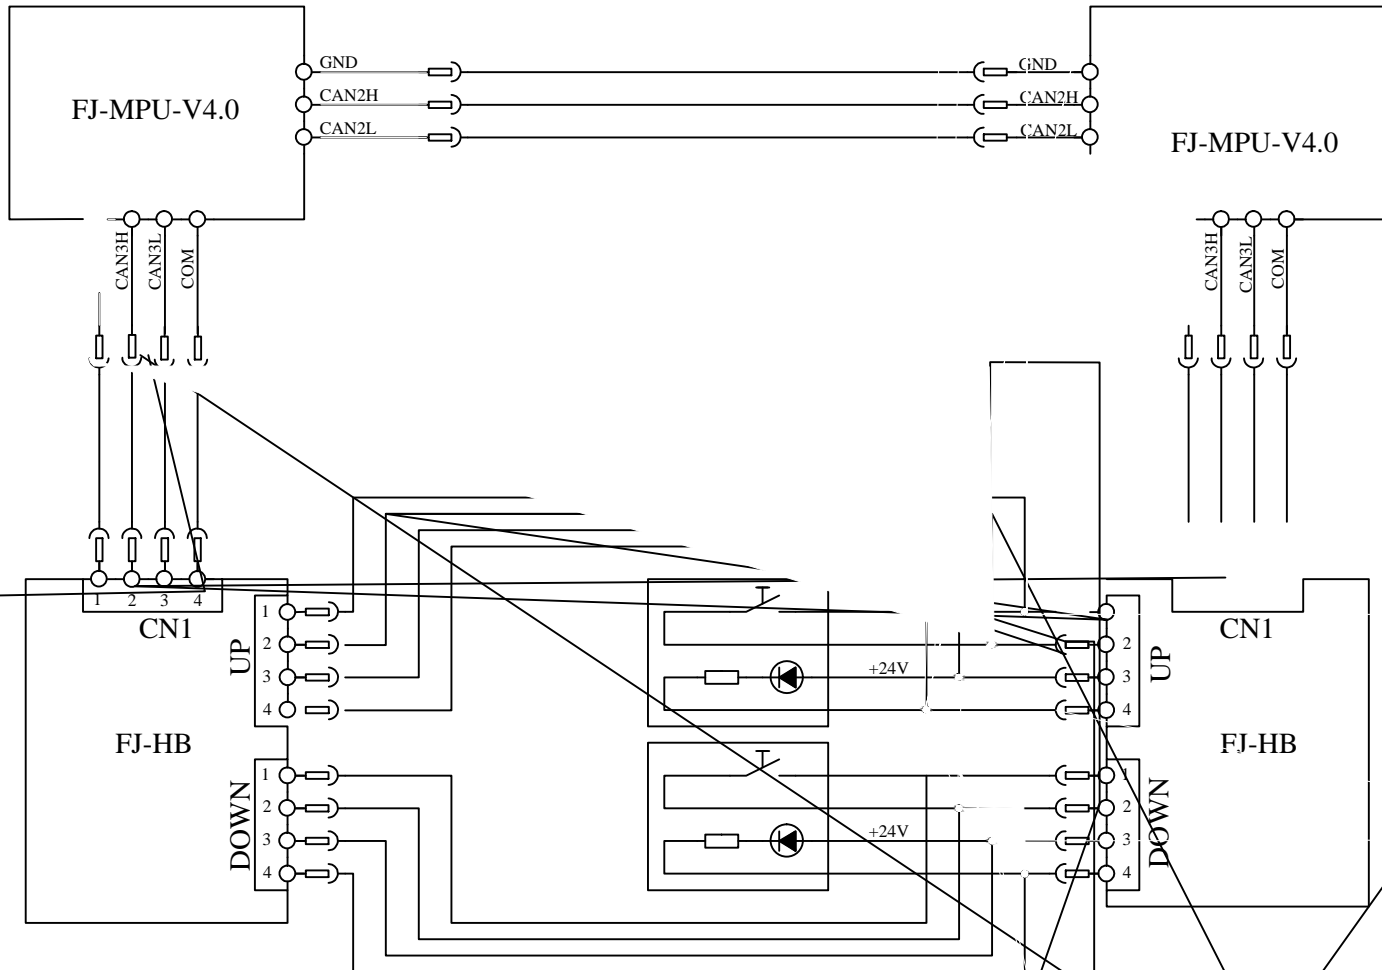 GND
GND
FJ-MPU-V4.0
CAN2H
CAN2H
CAN2L
CAN2L
FJ-MPU-V4.0
CAN3H
CAN3L
COM
CAN3H
CAN3L
COM
1 2 3 4
CN1
CN1
UP
1
2
3
4
+24V
2
3
4
UP
FJ-HB
FJ-HB
DOWN
1
2
3
4
+24V
1
2
3
4
DOWN